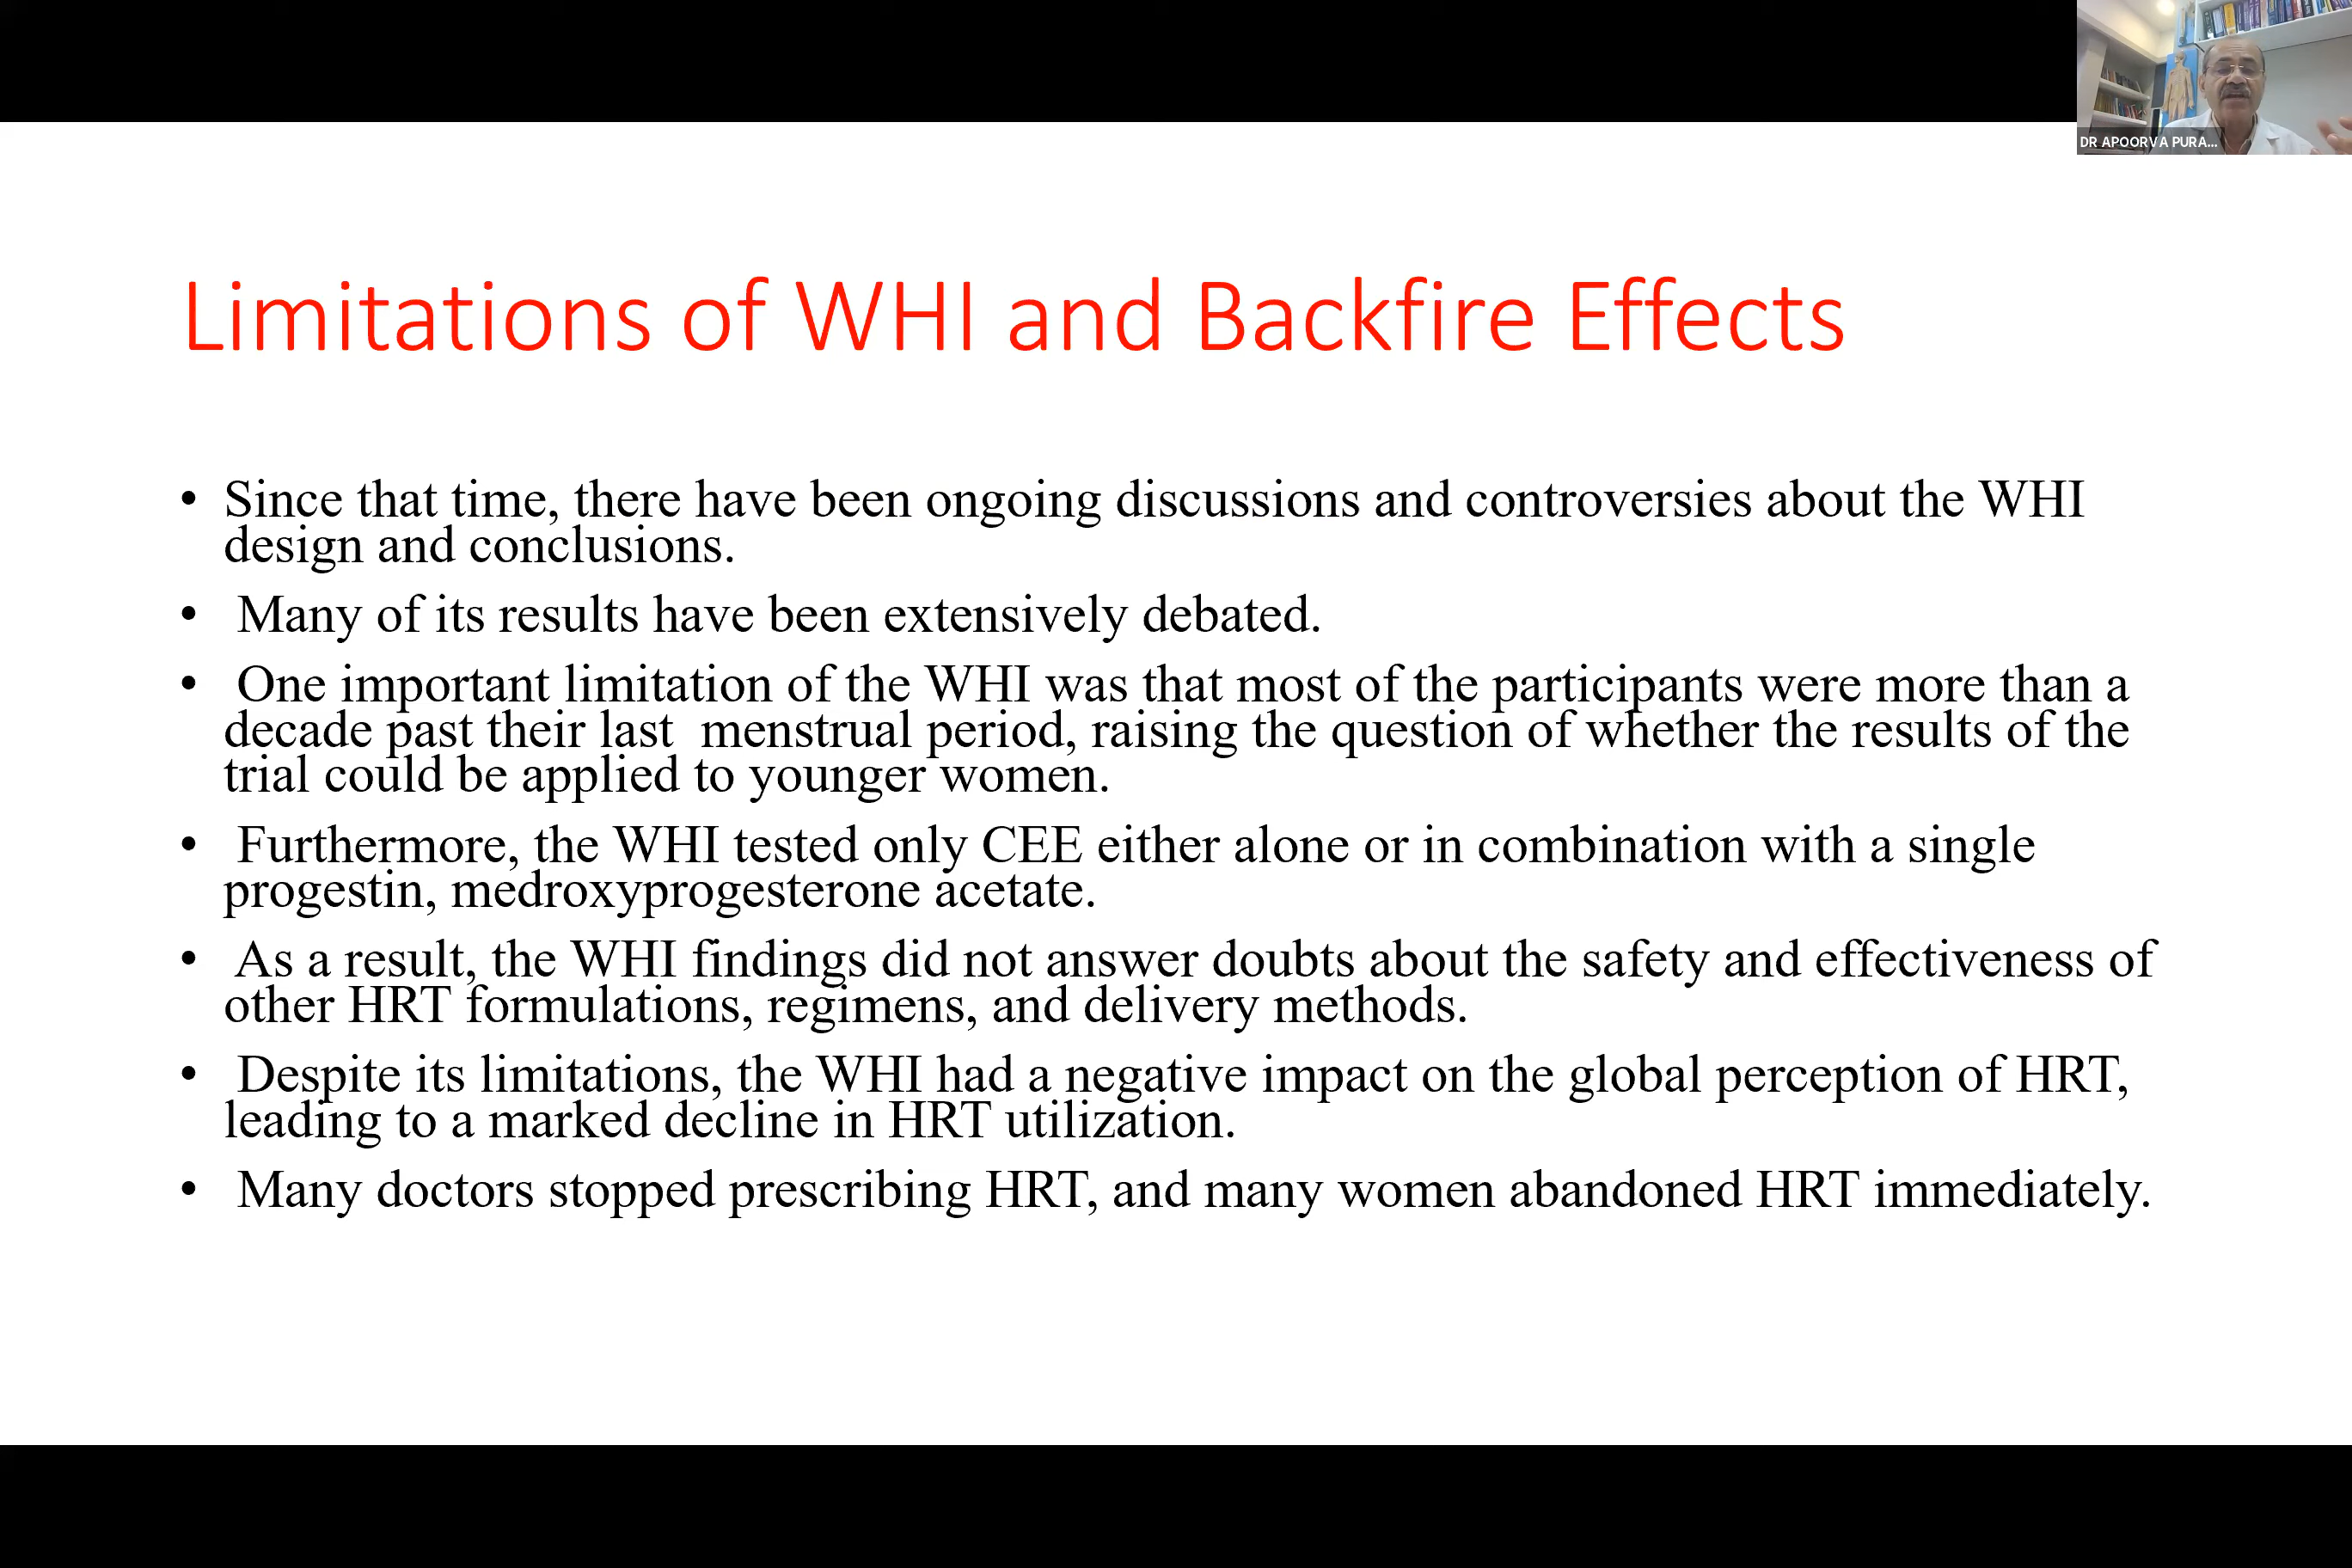 DR APOORVA PURA...
Limitations of WHI and Backfire Effects
• Since that time, there have been ongoing discussions and controversies about the WHI
design and conclusions.
• Many of its results have been extensively debated.
• One important limitation of the WHI was that most of the participants were more than a
decade past their last menstrual period, raising the question of whether the results of the
trial could be applied to younger women.
• Furthermore, the WHI tested only CEE either alone or in combination with a single
progestin, medroxyprogesterone acetate.
• As a result, the WHI findings did not answer doubts about the safety and effectiveness of
other HRT formulations, regimens, and delivery methods.
• Despite its limitations, the WHI had a negative impact on the global perception of HRT,
leading to a marked decline in HRT utilization.
• Many doctors stopped prescribing HRT, and many women abandoned HRT immediately.